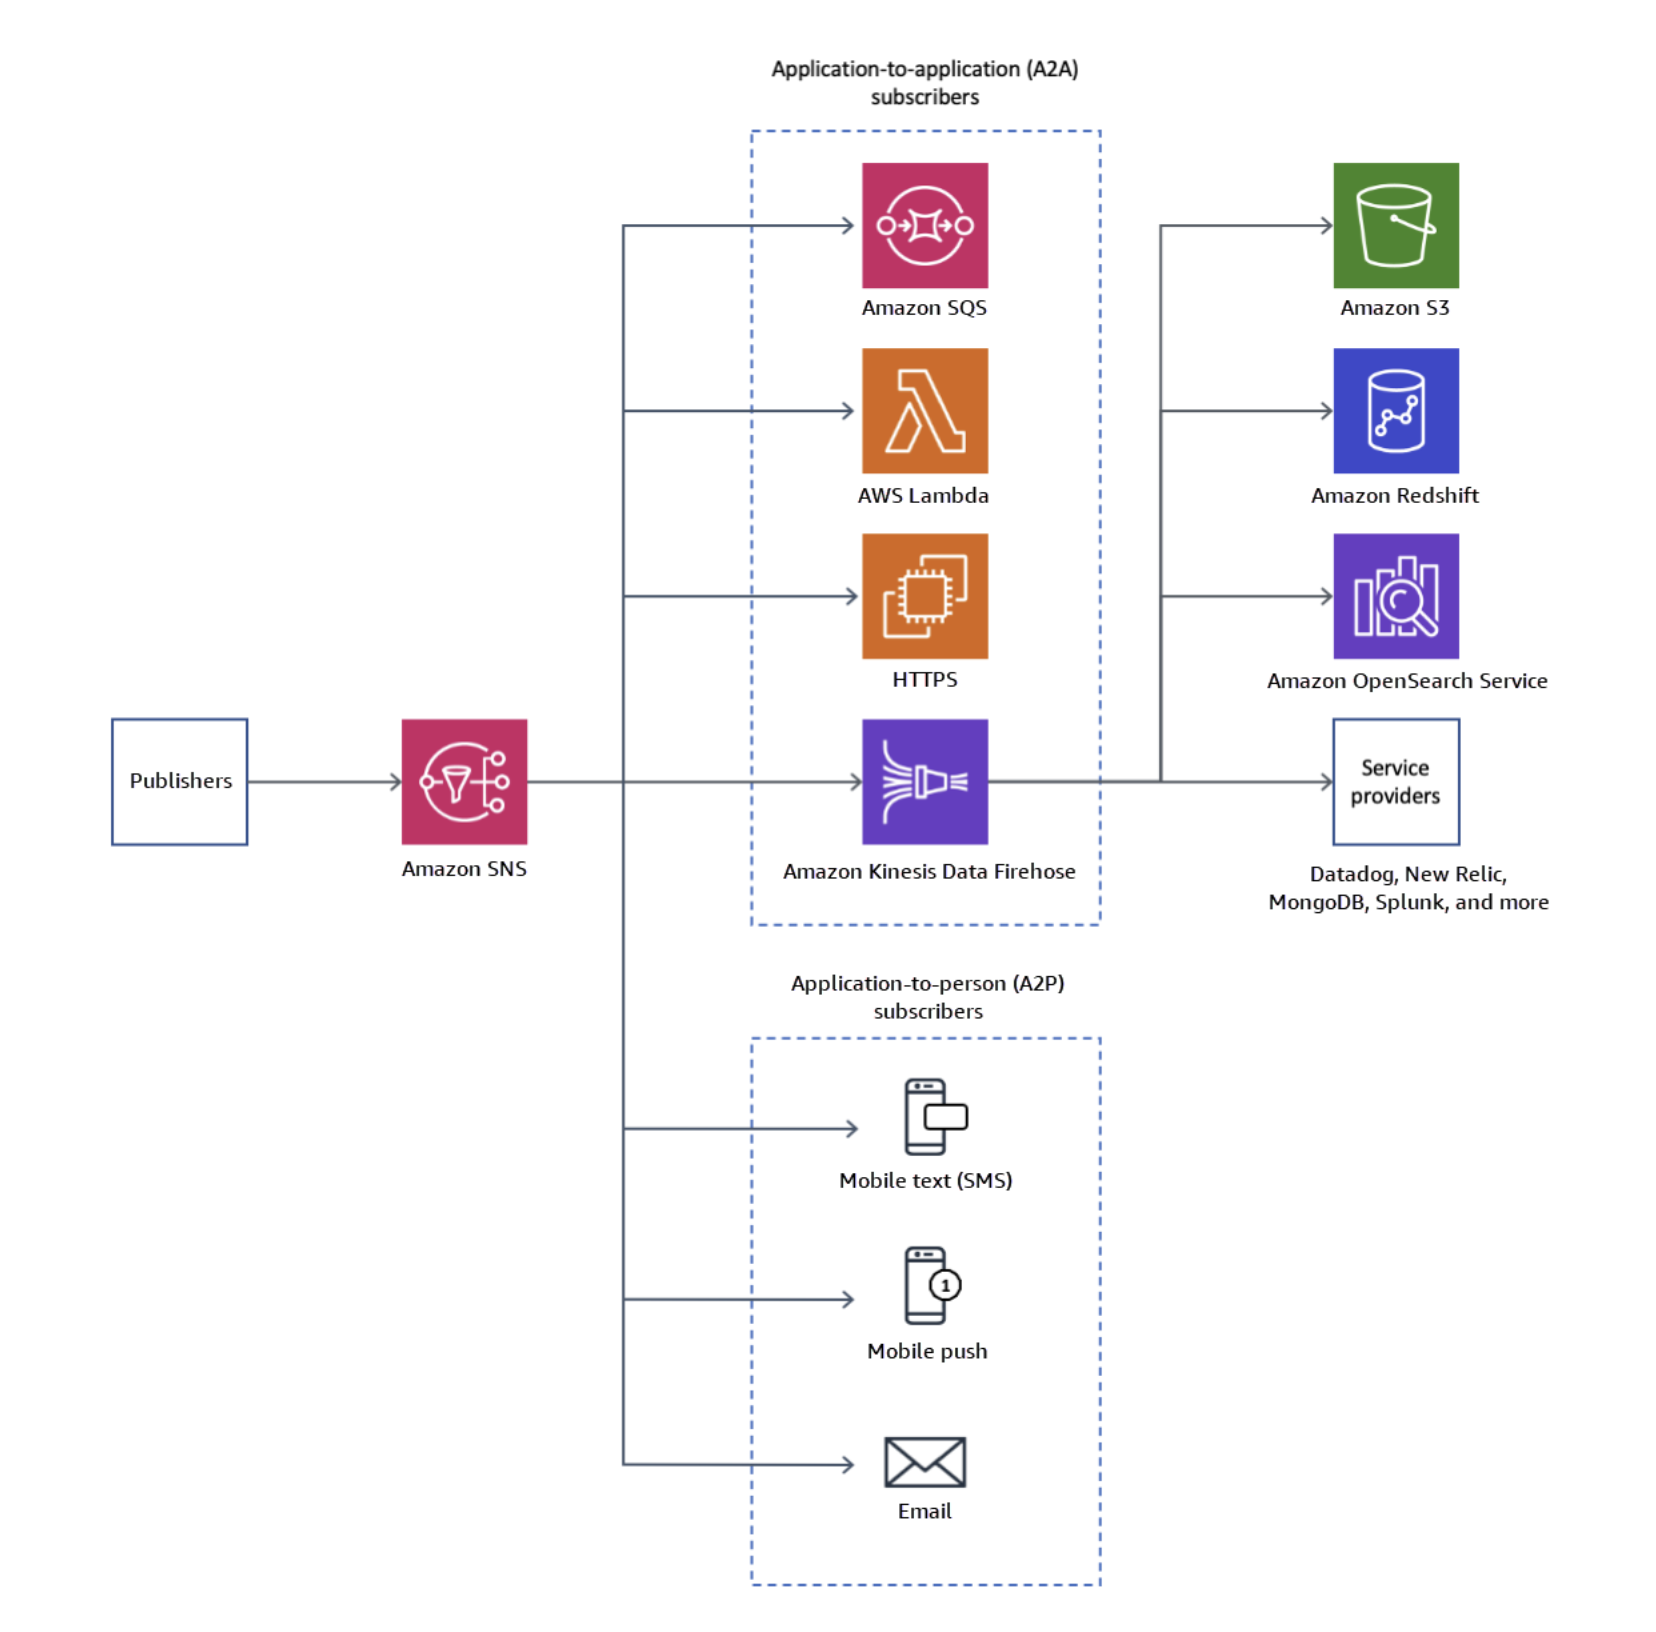 Application-to-application (A2A)
subscribers
Amazon SQS
Amazon S3
AWS Lambda
Amazon Redshift
HTTPS
Amazon OpenSearch Service
Publishers
Service
providers
Amazon SNS
Amazon Kinesis Data Firehose
Datadog, New Relic,
MongoDB, Splunk, and more
Application-to-person (A2P)
subscribers
Mobile text (SMS)
1
Mobile push
Email